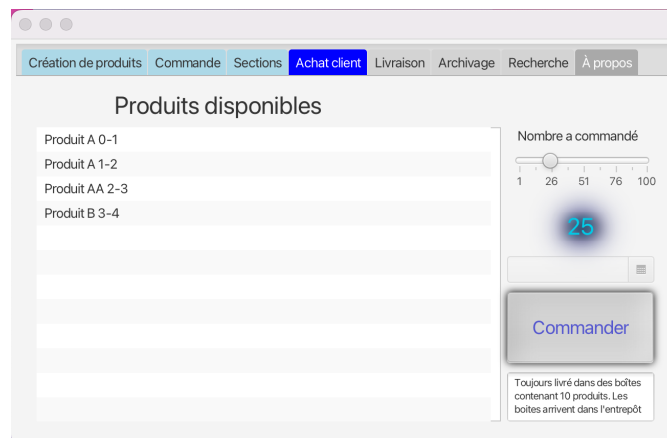 Création de produits Commande Sections Achat client Livraison Archivage Recherche À propos
Produits disponibles
Produit A 0-1
Produit A 1-2
Produit AA 2-3
Produit B 3-4
Nombre a commandé
1 26 51 76 100
25
Commander
Toujours livré dans des boîtes
contenant 10 produits. Les
boites arrivent dans l'entrepôt